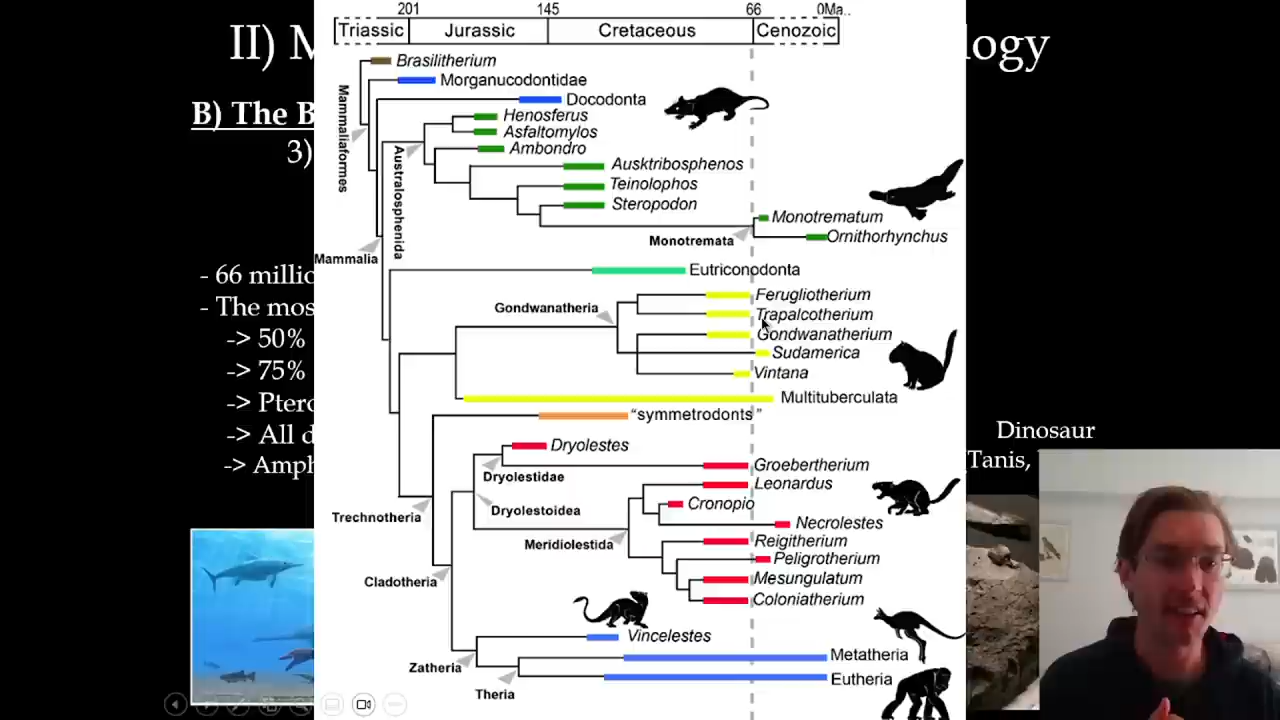 201 145 66 0Ma..
II) M
Triassic Jurassic Cretaceous Cenozoic
ology
Brasilitherium
Morganucodontidae
Docodonta
B) The B
Henosferus
Asfaltomylos
Ambondro
3)
Mammaliaformes
Australosphenida
Ausktribosphenos
Teinolophos
Steropodon
Monotrematum
Monotremata
Ornithorhynchus
Mammalia
Eutriconodonta
- 66 millio
Ferugliotherium
- The mos
Gondwanatheria
Trapalcotherium
Gondwanatherium
-> 50%
Sudamerica
-> 75%
Vintana
-> Ptero
Multituberculata
"symmetrodonts"
-> All d
Dinosaur
Dryolestes
-> Amph
Groebertherium
Tanis,
Dryolestidae
Leonardus
Cronopio
Dryolestoidea
Trechnotheria
Necrolestes
Meridiolestida
Reigitherium
Peligrotherium
Cladotheria
Mesungulatum
Coloniatherium
Vincelestes
Metatheria
Zatheria
Eutheria
Theria